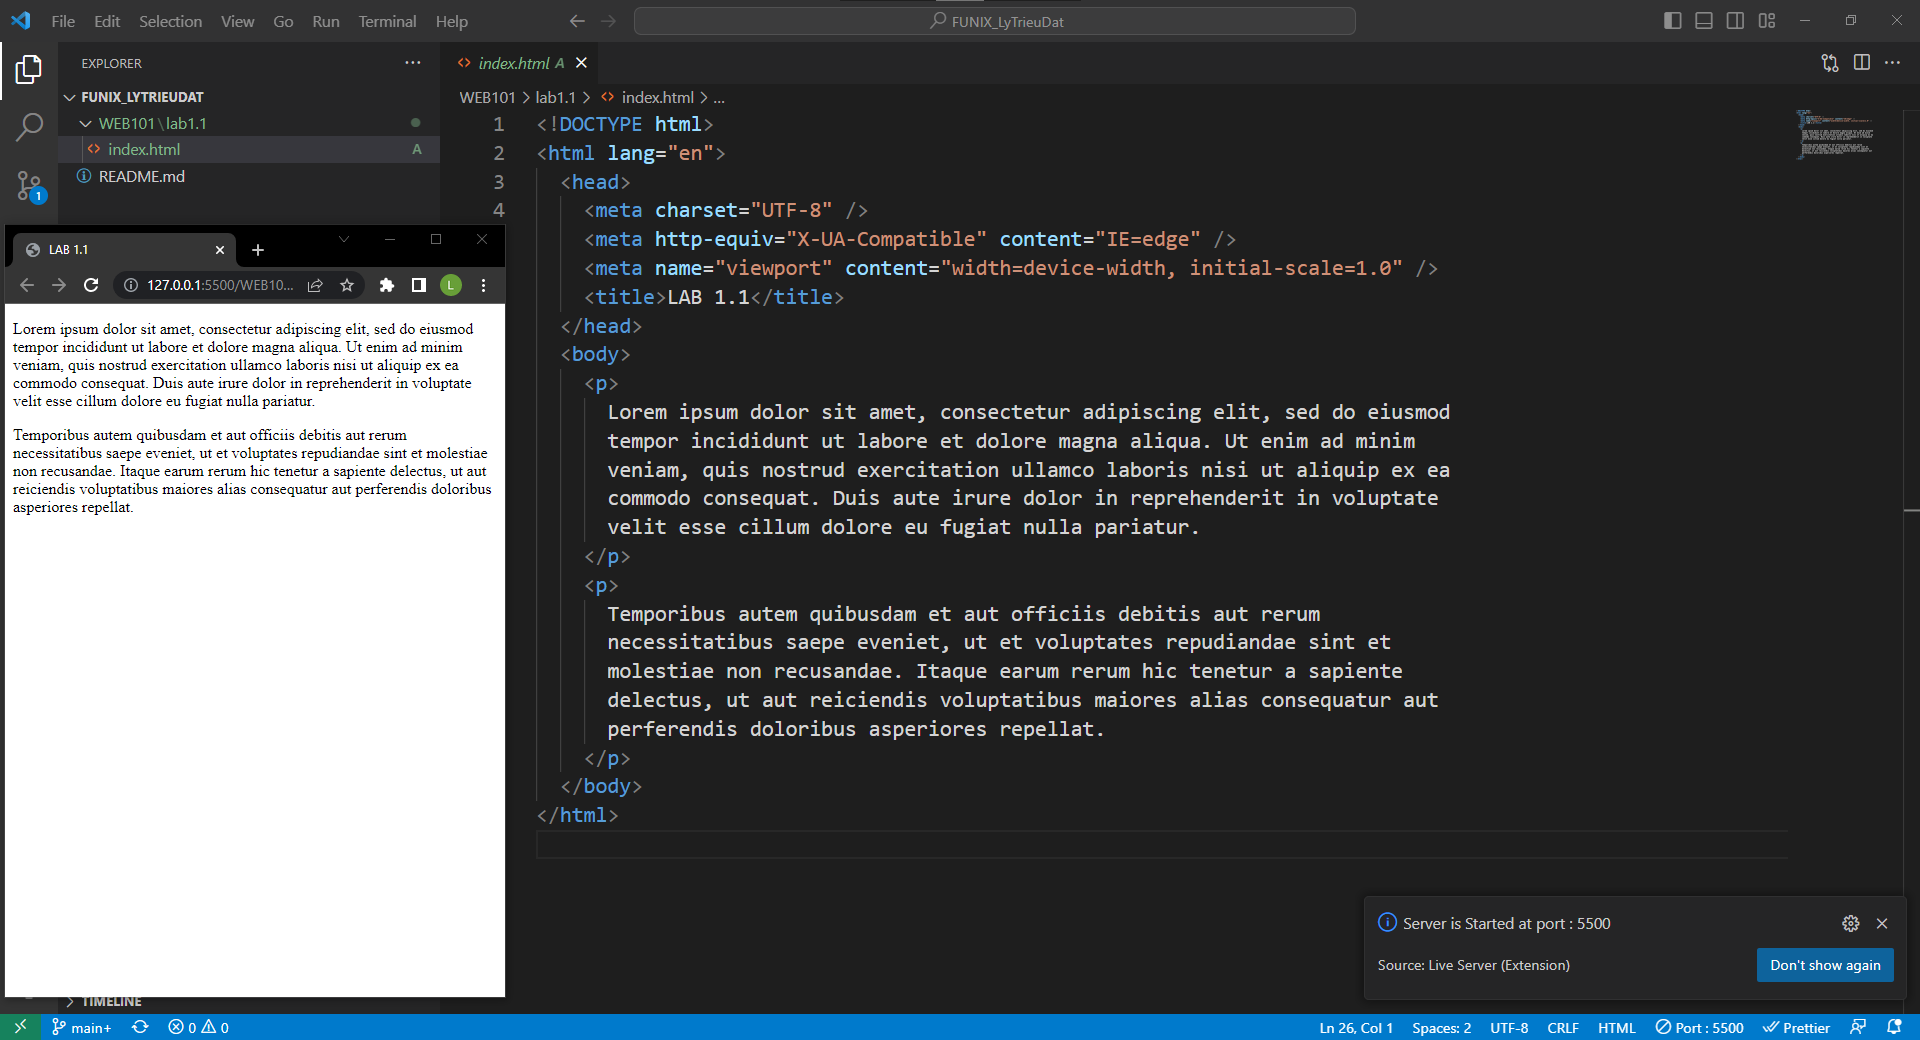 File Edit Selection View Go Run Terminal Help
FUNIX_LyTrieuDat
EXPLORER
FUNIX_LYTRIEUDAT
WEB101\lab1.1
index.html A
README.md
1
TIMELINE
LAB 1.1
127.0.0.1:5500/WEB10...
L
Lorem ipsum dolor sit amet, consectetur adipiscing elit, sed do eiusmod
tempor incididunt ut labore et dolore magna aliqua. Ut enim ad minim
veniam, quis nostrud exercitation ullamco laboris nisi ut aliquip ex ea
commodo consequat. Duis aute irure dolor in reprehenderit in voluptate
velit esse cillum dolore eu fugiat nulla pariatur.
Temporibus autem quibusdam et aut officiis debitis aut rerum
necessitatibus saepe eveniet, ut et voluptates repudiandae sint et molestiae
non recusandae. Itaque earum rerum hic tenetur a sapiente delectus, ut aut
reiciendis voluptatibus maiores alias consequatur aut perferendis doloribus
asperiores repellat.
index.html A
WEB101 > lab1.1 > index.html > ...
1 <!DOCTYPE html>
2 <html lang="en">
3 <head>
4 <meta charset="UTF-8" />
<meta http-equiv="X-UA-Compatible" content="IE=edge" />
<meta name="viewport" content="width=device-width, initial-scale=1.0" />
<title>LAB 1.1</title>
</head>
<body>
<p>
Lorem ipsum dolor sit amet, consectetur adipiscing elit, sed do eiusmod
tempor incididunt ut labore et dolore magna aliqua. Ut enim ad minim
veniam, quis nostrud exercitation ullamco laboris nisi ut aliquip ex ea
commodo consequat. Duis aute irure dolor in reprehenderit in voluptate
velit esse cillum dolore eu fugiat nulla pariatur.
</p>
<p>
Temporibus autem quibusdam et aut officiis debitis aut rerum
necessitatibus saepe eveniet, ut et voluptates repudiandae sint et
molestiae non recusandae. Itaque earum rerum hic tenetur a sapiente
delectus, ut aut reiciendis voluptatibus maiores alias consequatur aut
perferendis doloribus asperiores repellat.
</p>
</body>
</html>
Server is Started at port : 5500
Source: Live Server (Extension) Don't show again
main+ 0 0 Ln 26, Col 1 Spaces: 2 UTF-8 CRLF HTML Port : 5500 Prettier